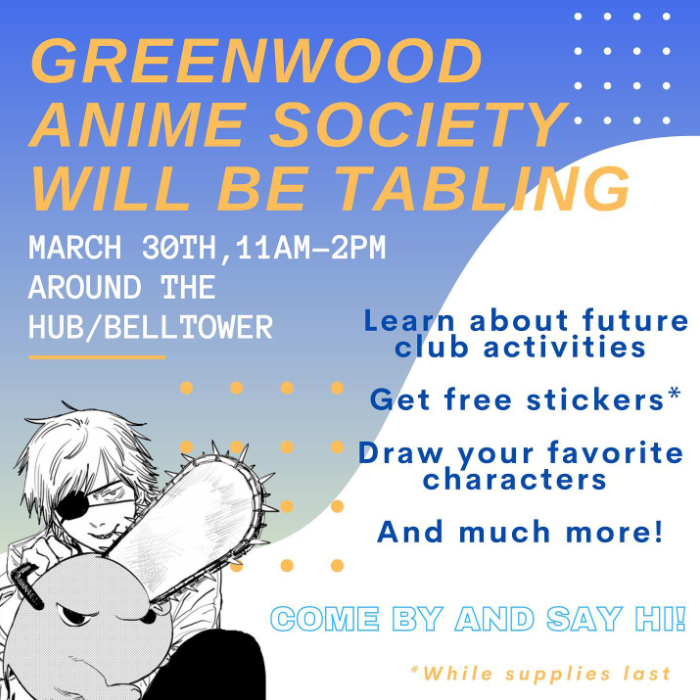 GREENWOOD
ANIME SOCIETY
WILL BE TABLING
MARCH 30TH,11AM–2PM
AROUND THE
HUB/BELLTOWER
Learn about future
club activities
Get free stickers*
Draw your favorite
characters
And much more!
COME BY AND SAY HI!
*While supplies last